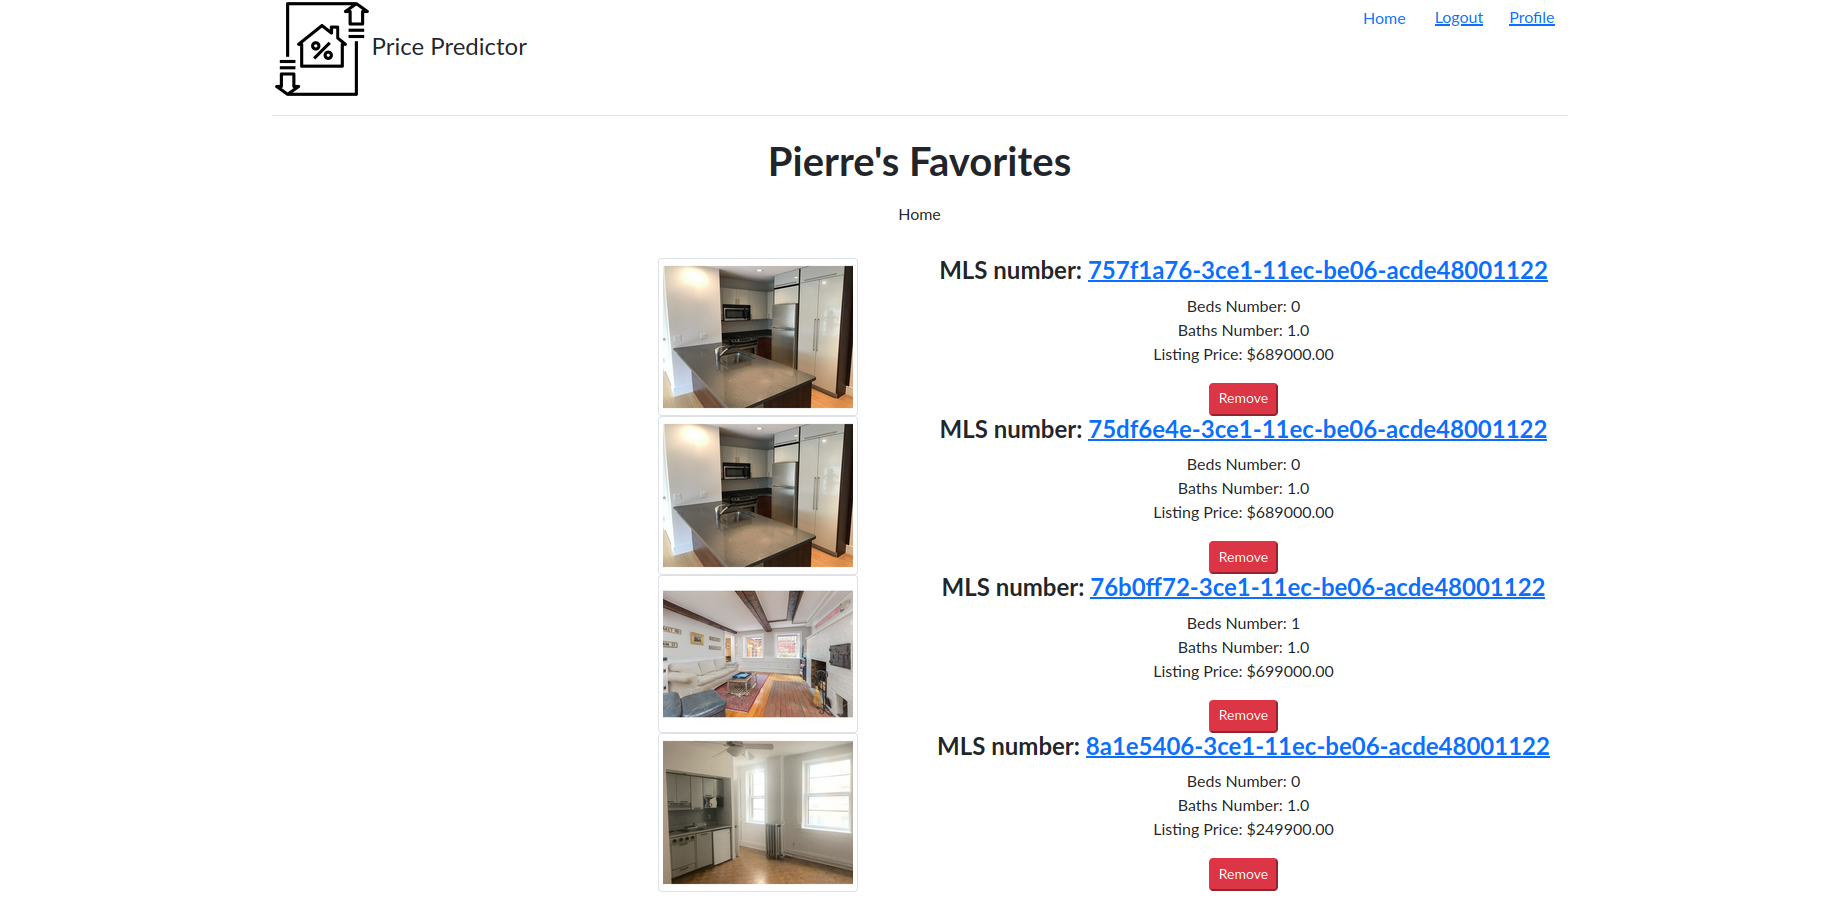 Price Predictor
Home Logout Profile
Pierre's Favorites
Home
MLS number: 757f1a76-3ce1-11ec-be06-acde48001122
Beds Number: 0
Baths Number: 1.0
Listing Price: $689000.00
Remove
MLS number: 75df6e4e-3ce1-11ec-be06-acde48001122
Beds Number: 0
Baths Number: 1.0
Listing Price: $689000.00
Remove
MLS number: 76b0ff72-3ce1-11ec-be06-acde48001122
Beds Number: 1
Baths Number: 1.0
Listing Price: $699000.00
Remove
MLS number: 8a1e5406-3ce1-11ec-be06-acde48001122
Beds Number: 0
Baths Number: 1.0
Listing Price: $249900.00
Remove